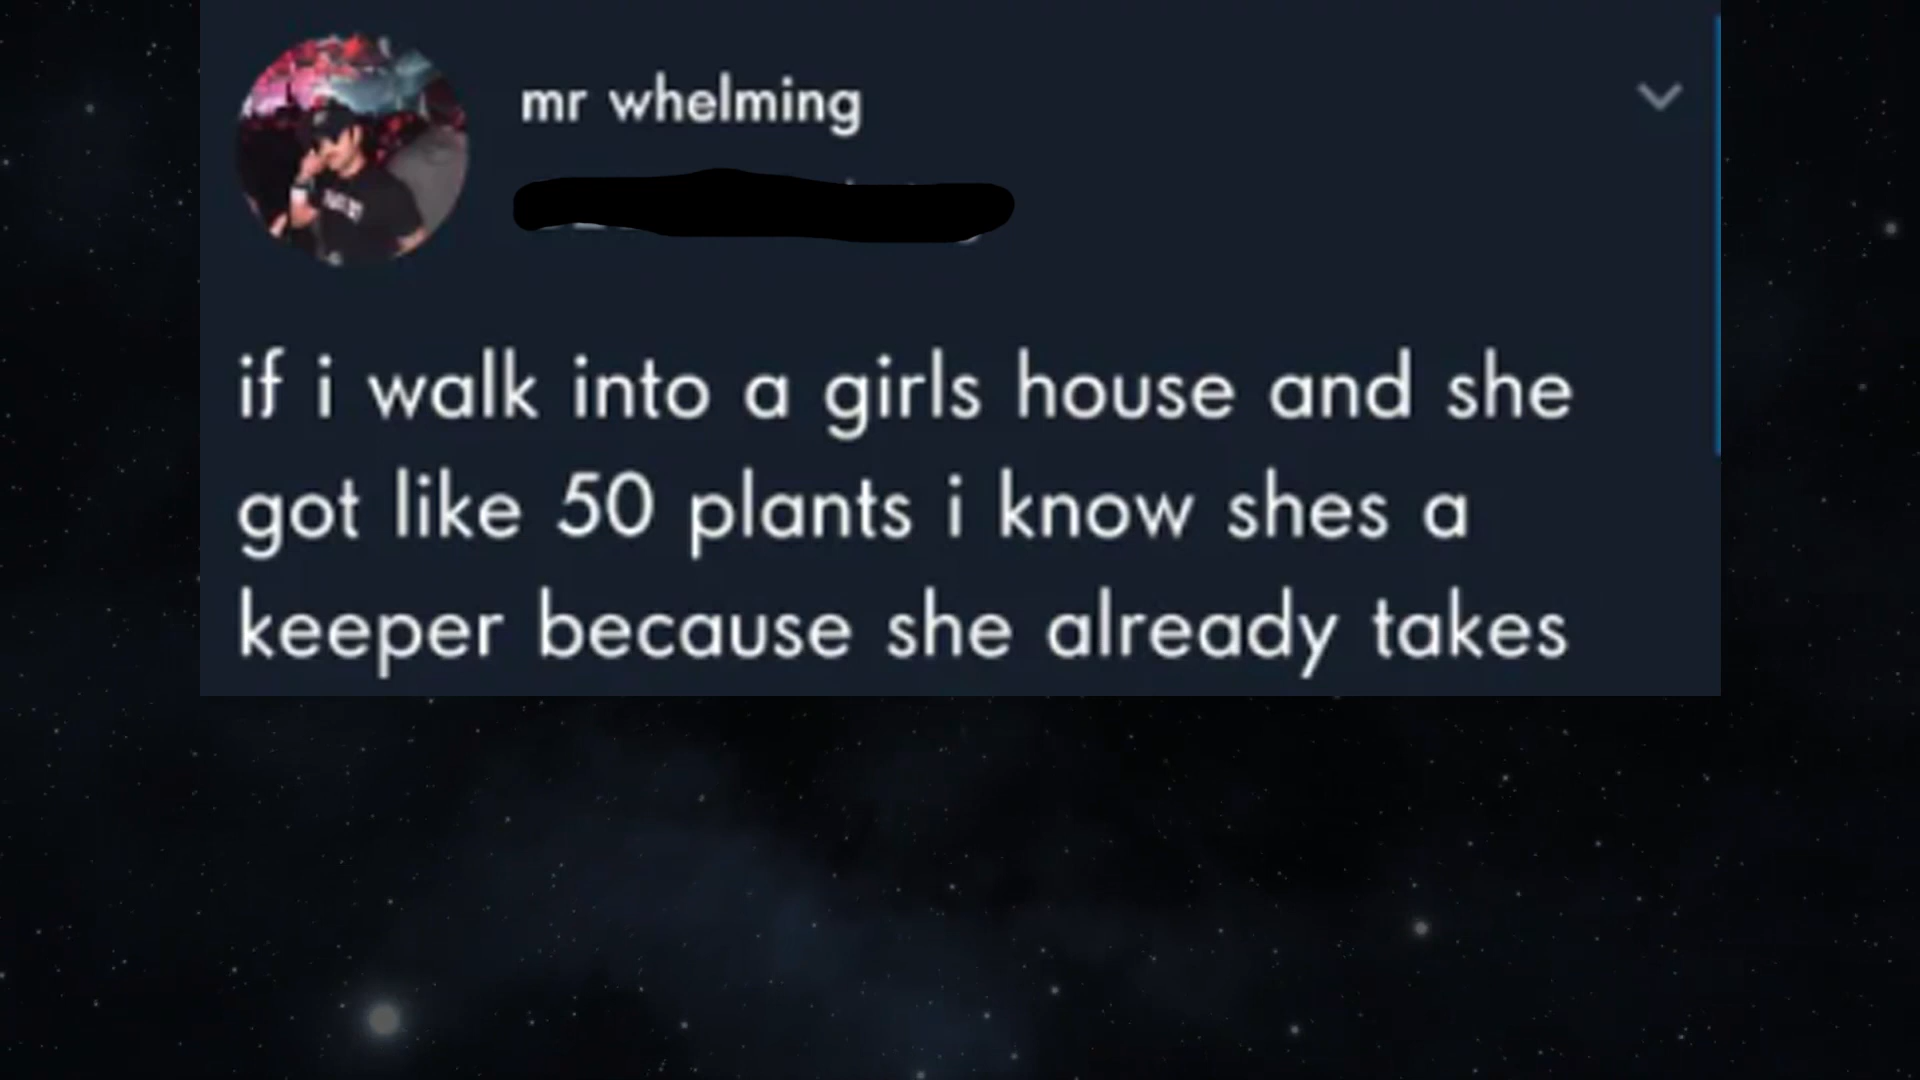 mr whelming
if i walk into a girls house and she
got like 50 plants i know shes a
keeper because she already takes